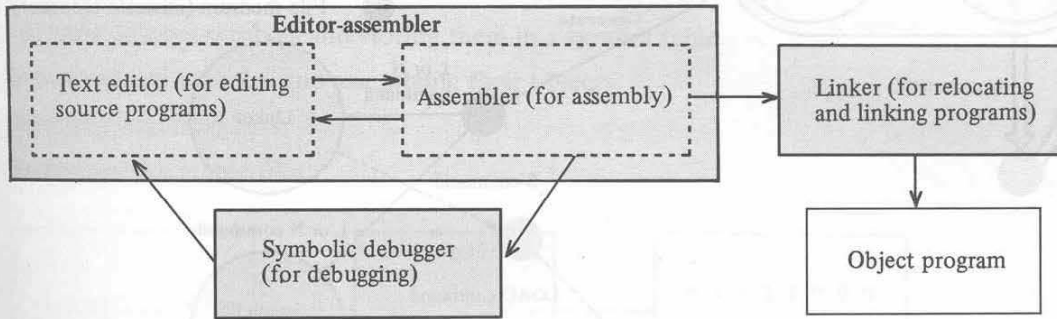 Editor-assembler
Text editor (for editing
source programs)
Assembler (for assembly)
Linker (for relocating
and linking programs)
Symbolic debugger
(for debugging)
Object program